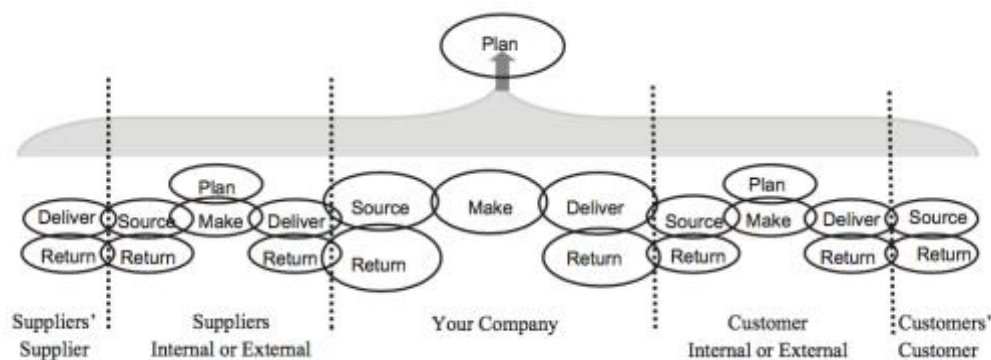 Plan
Plan
Plan
Deliver
Source
Make
Deliver
Source
Make
Deliver
Source
Make
Deliver
Source
Return
Return
Return
Return
Return
Return
Return
Return
Suppliers’
Supplier
Suppliers
Internal or External
Your Company
Customer
Internal or External
Customers’
Customer